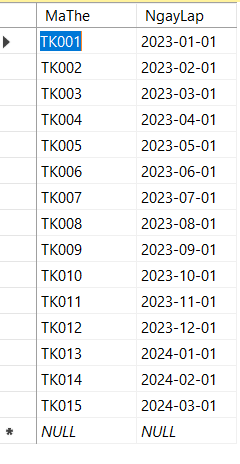 MaThe NgayLap
TK001 2023-01-01
TK002 2023-02-01
TK003 2023-03-01
TK004 2023-04-01
TK005 2023-05-01
TK006 2023-06-01
TK007 2023-07-01
TK008 2023-08-01
TK009 2023-09-01
TK010 2023-10-01
TK011 2023-11-01
TK012 2023-12-01
TK013 2024-01-01
TK014 2024-02-01
TK015 2024-03-01
* NULL NULL